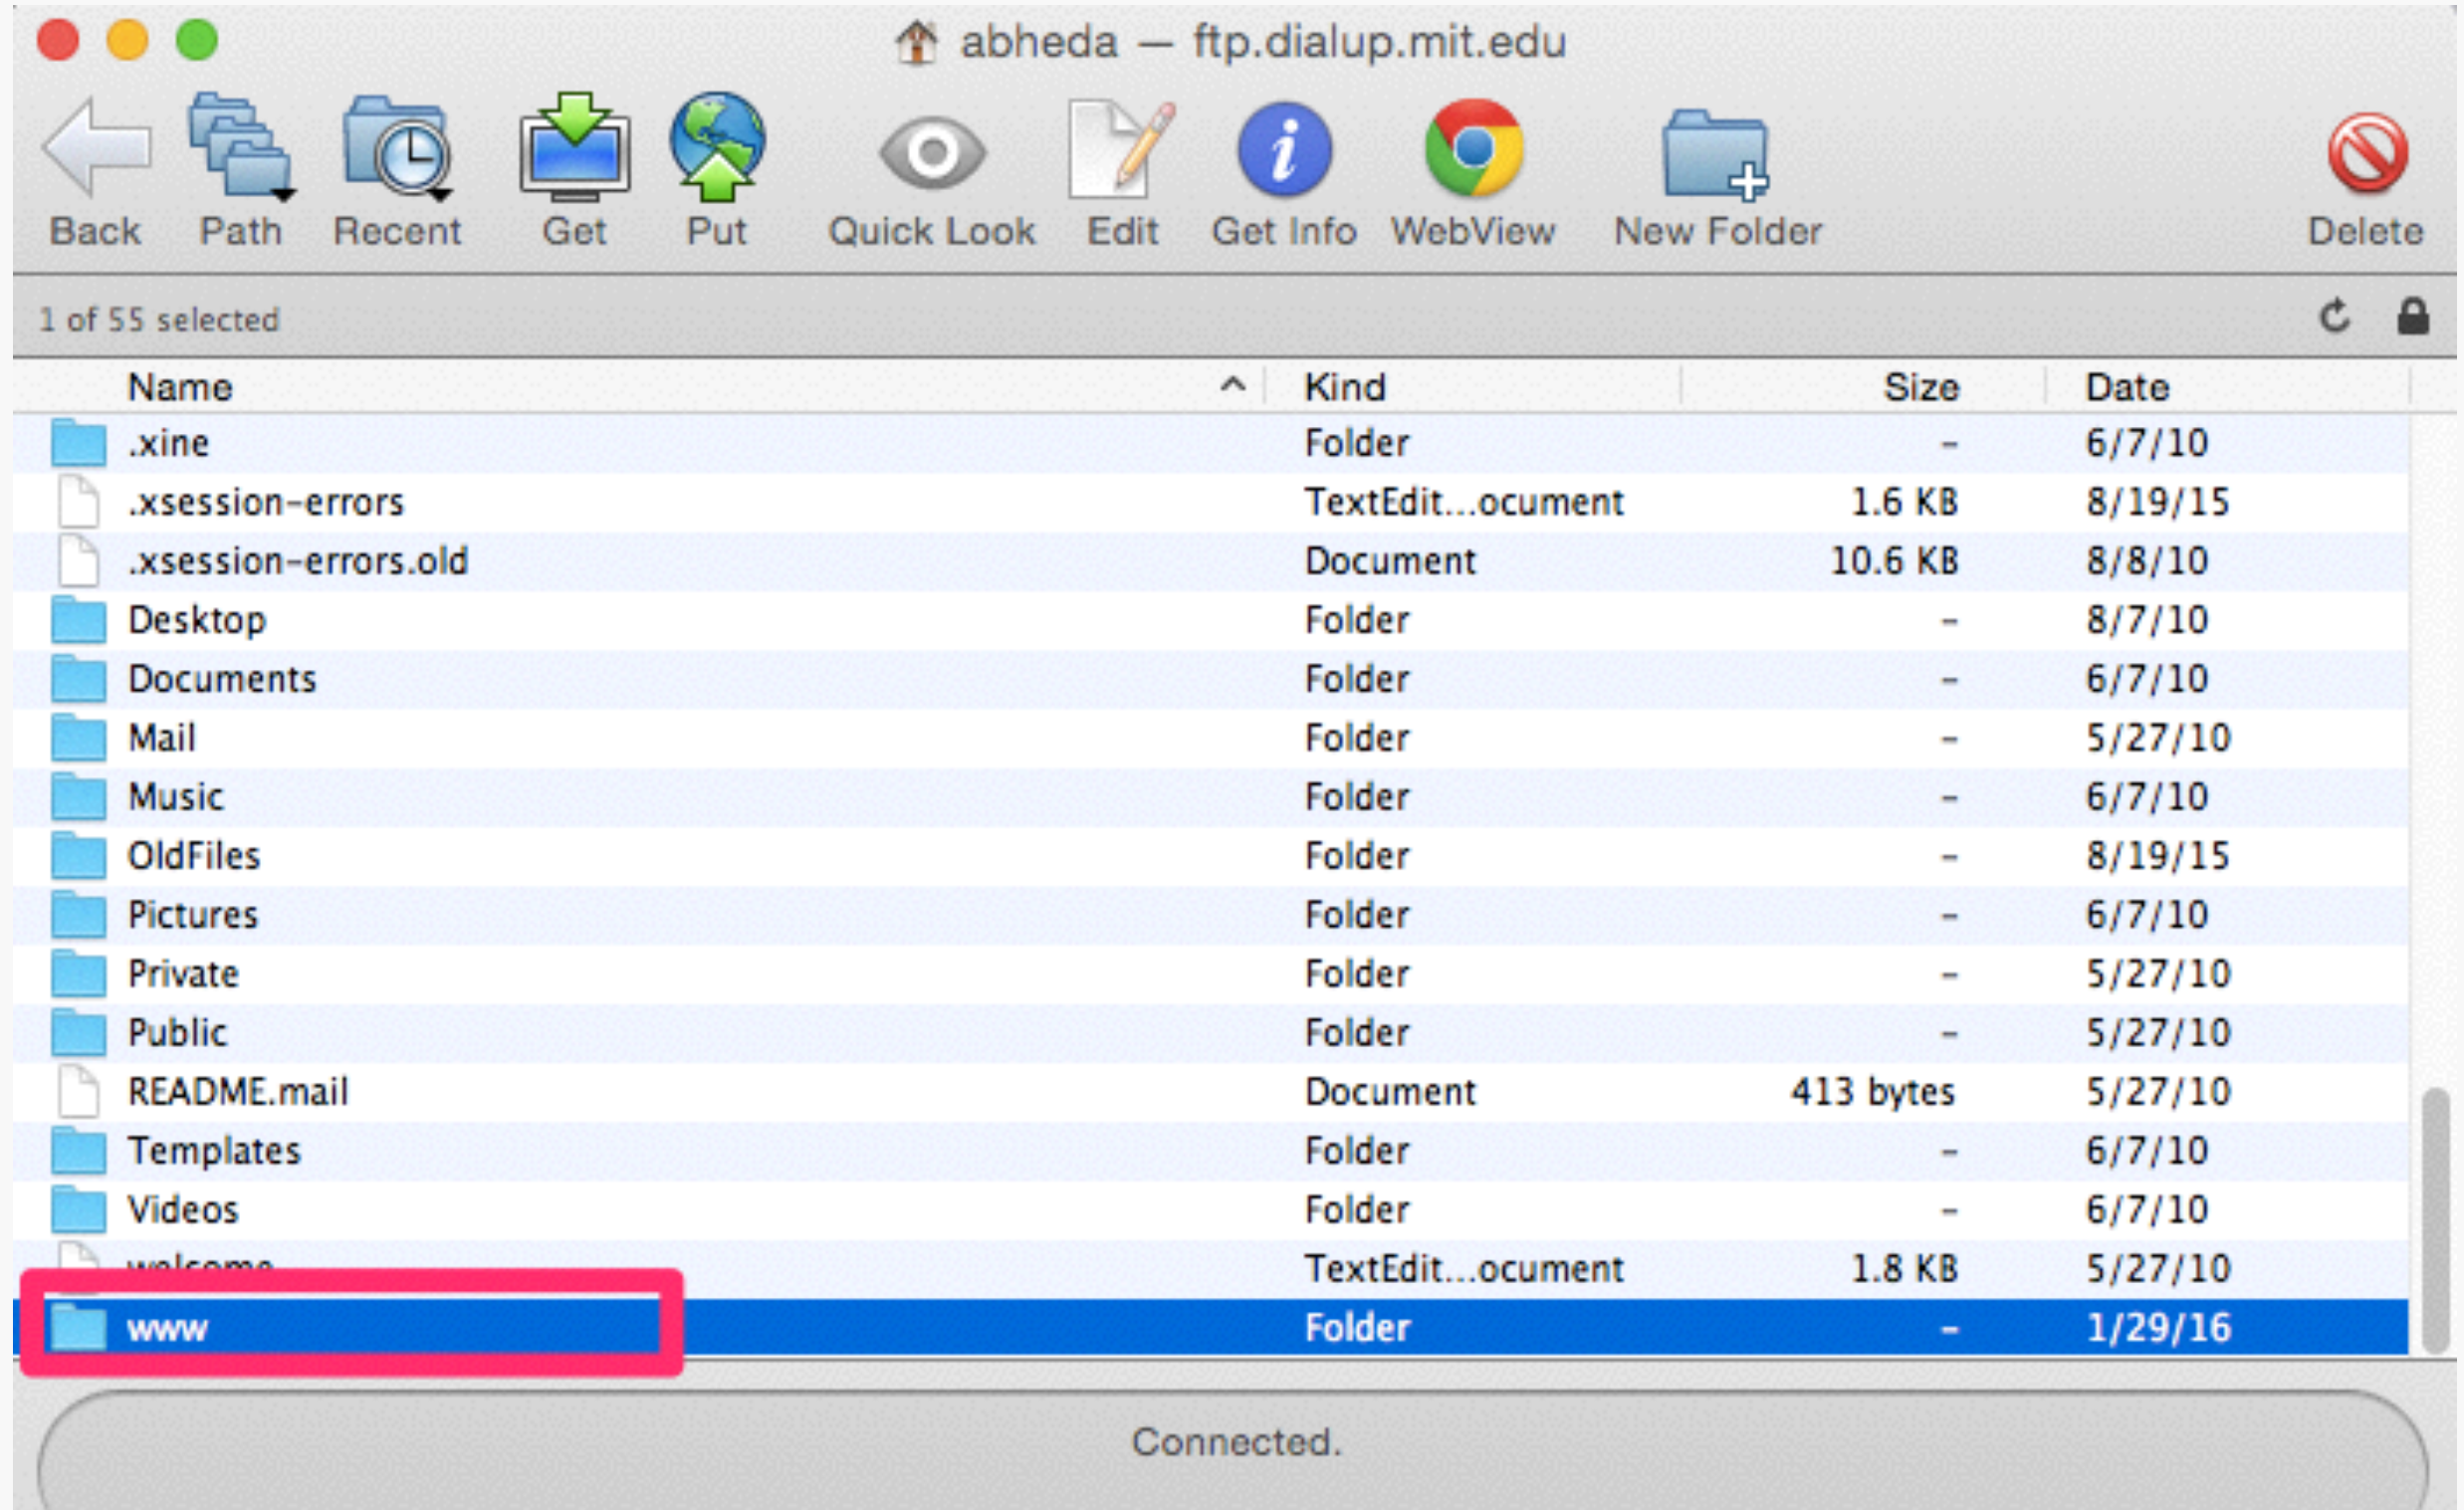 abheda — ftp.dialup.mit.edu
Back Path Recent Get Put Quick Look Edit Get Info WebView New Folder Delete
1 of 55 selected
Name Kind Size Date
.xine Folder – 6/7/10
.xsession-errors TextEdit...ocument 1.6 KB 8/19/15
.xsession-errors.old Document 10.6 KB 8/8/10
Desktop Folder – 8/7/10
Documents Folder – 6/7/10
Mail Folder – 5/27/10
Music Folder – 6/7/10
OldFiles Folder – 8/19/15
Pictures Folder – 6/7/10
Private Folder – 5/27/10
Public Folder – 5/27/10
README.mail Document 413 bytes 5/27/10
Templates Folder – 6/7/10
Videos Folder – 6/7/10
welcome TextEdit...ocument 1.8 KB 5/27/10
www Folder – 1/29/16
Connected.